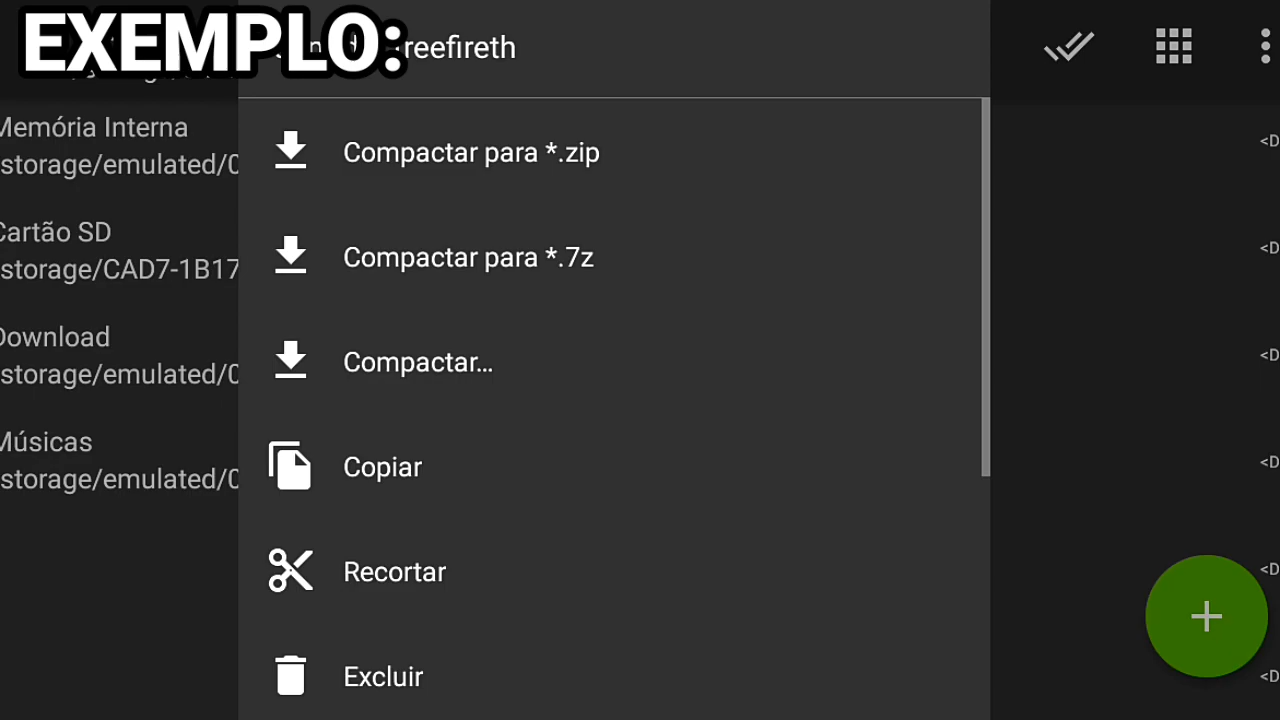 EXEMPLO:
reefireth
Memória Interna
storage/emulated/0
Compactar para *.zip
Cartão SD
storage/CAD7-1B17
Compactar para *.7z
Download
storage/emulated/0
Compactar...
Músicas
storage/emulated/0
Copiar
Recortar
Excluir
<D
<D
<D
<D
<D
<D